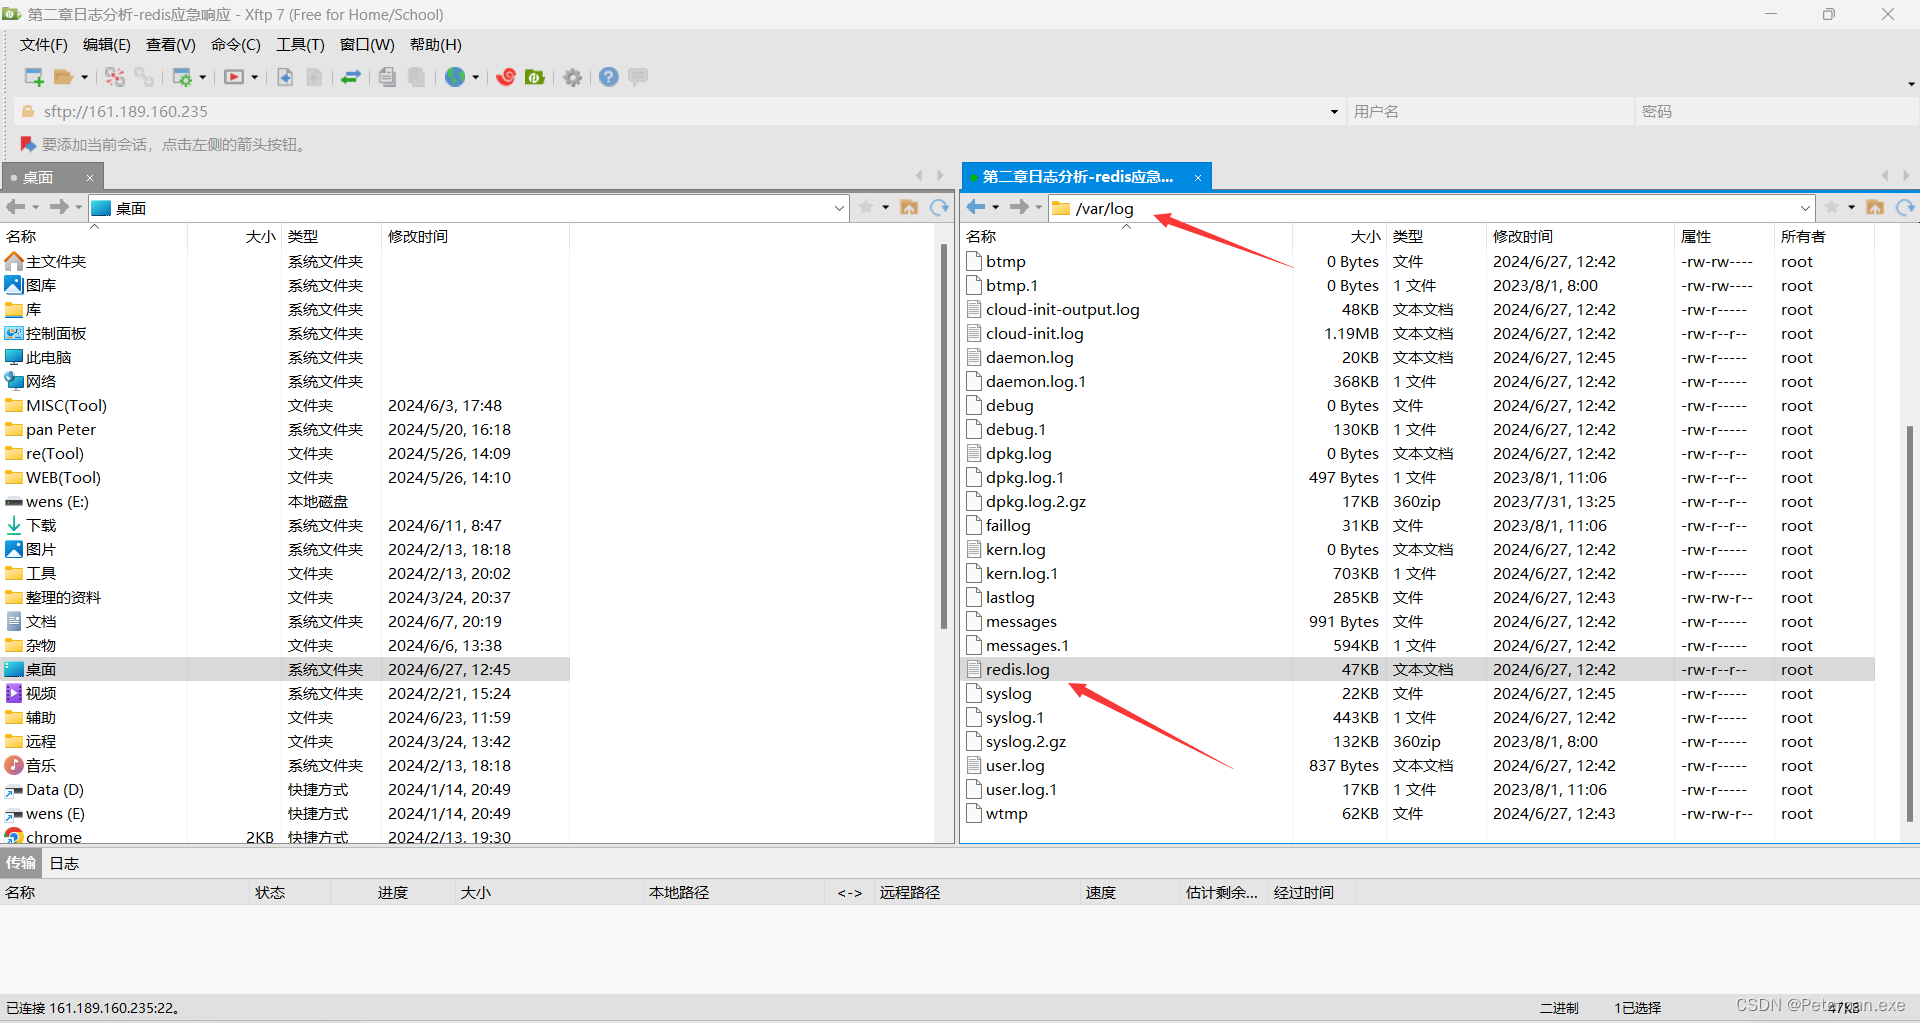 第二章日志分析-redis应急响应 - Xftp 7 (Free for Home/School)
文件(F) 编辑(E) 查看(V) 命令(C) 工具(T) 窗口(W) 帮助(H)
sftp://161.189.160.235 用户名 密码
要添加当前会话，点击左侧的箭头按钮。
桌面 ×
桌面
名称 大小 类型 修改时间
主文件夹 系统文件夹
图库 系统文件夹
库 系统文件夹
控制面板 系统文件夹
此电脑 系统文件夹
网络 系统文件夹
MISC(Tool) 文件夹 2024/6/3, 17:48
pan Peter 系统文件夹 2024/5/20, 16:18
re(Tool) 文件夹 2024/5/26, 14:09
WEB(Tool) 文件夹 2024/5/26, 14:10
wens (E:) 本地磁盘
下载 系统文件夹 2024/6/11, 8:47
图片 系统文件夹 2024/2/13, 18:18
工具 文件夹 2024/2/13, 20:02
整理的资料 文件夹 2024/3/24, 20:37
文档 系统文件夹 2024/6/7, 20:19
杂物 文件夹 2024/6/6, 13:38
桌面 系统文件夹 2024/6/27, 12:45
视频 系统文件夹 2024/2/21, 15:24
辅助 文件夹 2024/6/23, 11:59
远程 文件夹 2024/3/24, 13:42
音乐 系统文件夹 2024/2/13, 18:18
Data (D) 快捷方式 2024/1/14, 20:49
wens (E) 快捷方式 2024/1/14, 20:49
chrome 2KB 快捷方式 2024/2/13, 19:30
第二章日志分析-redis应急... ×
/var/log
名称 大小 类型 修改时间 属性 所有者
btmp 0 Bytes 文件 2024/6/27, 12:42 -rw-rw---- root
btmp.1 0 Bytes 1 文件 2023/8/1, 8:00 -rw-rw---- root
cloud-init-output.log 48KB 文本文档 2024/6/27, 12:42 -rw-r----- root
cloud-init.log 1.19MB 文本文档 2024/6/27, 12:42 -rw-r--r-- root
daemon.log 20KB 文本文档 2024/6/27, 12:45 -rw-r----- root
daemon.log.1 368KB 1 文件 2024/6/27, 12:42 -rw-r----- root
debug 0 Bytes 文件 2024/6/27, 12:42 -rw-r----- root
debug.1 130KB 1 文件 2024/6/27, 12:42 -rw-r----- root
dpkg.log 0 Bytes 文本文档 2024/6/27, 12:42 -rw-r--r-- root
dpkg.log.1 497 Bytes 1 文件 2023/8/1, 11:06 -rw-r--r-- root
dpkg.log.2.gz 17KB 360zip 2023/7/31, 13:25 -rw-r--r-- root
faillog 31KB 文件 2023/8/1, 11:06 -rw-r--r-- root
kern.log 0 Bytes 文本文档 2024/6/27, 12:42 -rw-r----- root
kern.log.1 703KB 1 文件 2024/6/27, 12:42 -rw-r----- root
lastlog 285KB 文件 2024/6/27, 12:43 -rw-rw-r-- root
messages 991 Bytes 文件 2024/6/27, 12:42 -rw-r----- root
messages.1 594KB 1 文件 2024/6/27, 12:42 -rw-r----- root
redis.log 47KB 文本文档 2024/6/27, 12:42 -rw-r--r-- root
syslog 22KB 文件 2024/6/27, 12:45 -rw-r----- root
syslog.1 443KB 1 文件 2024/6/27, 12:42 -rw-r----- root
syslog.2.gz 132KB 360zip 2023/8/1, 8:00 -rw-r----- root
user.log 837 Bytes 文本文档 2024/6/27, 12:42 -rw-r----- root
user.log.1 17KB 1 文件 2023/8/1, 11:06 -rw-r----- root
wtmp 62KB 文件 2024/6/27, 12:43 -rw-rw-r-- root
传输 日志
名称 状态 进度 大小 本地路径 <-> 远程路径 速度 估计剩余... 经过时间
已连接 161.189.160.235:22。 二进制 1已选择 47KB